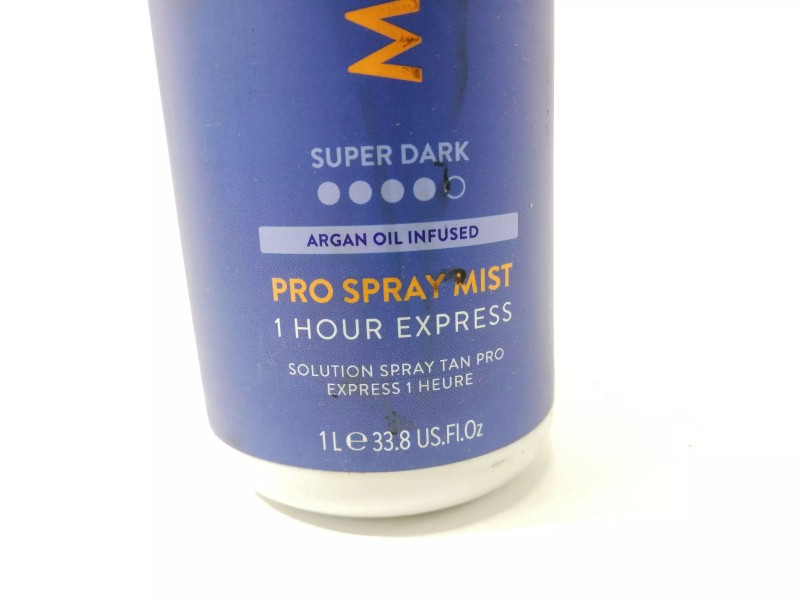 M
SUPER DARK
ARGAN OIL INFUSED
PRO SPRAY MIST
1 HOUR EXPRESS
SOLUTION SPRAY TAN PRO
EXPRESS 1 HEURE
1 L ℮ 33.8 US.Fl.Oz